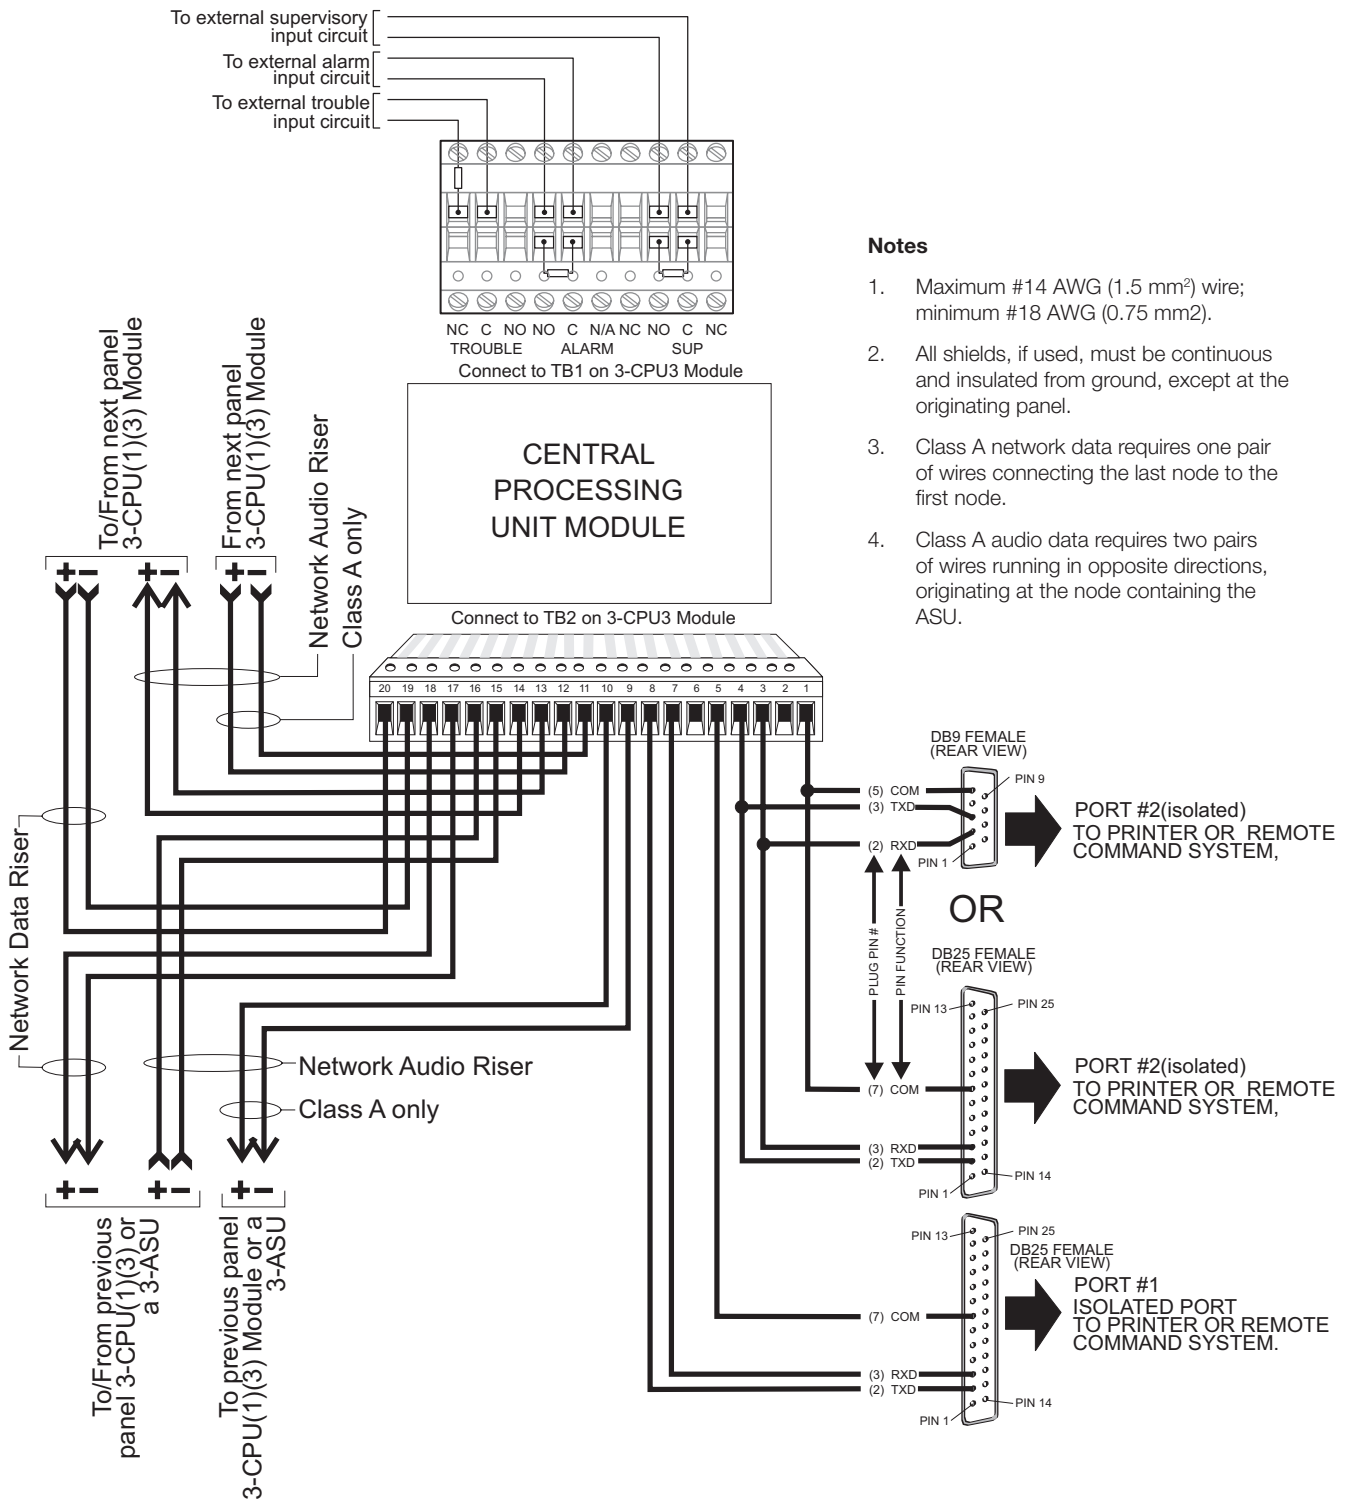 To external supervisory
input circuit
To external alarm
input circuit
To external trouble
input circuit
NC C NO NO C N/A NC NO C NC
TROUBLE ALARM SUP
Connect to TB1 on 3-CPU3 Module
CENTRAL
PROCESSING
UNIT MODULE
Connect to TB2 on 3-CPU3 Module
20 19 18 17 16 15 14 13 12 11 10 9 8 7 6 5 4 3 2 1
Notes
1. Maximum #14 AWG (1.5 mm²) wire;
minimum #18 AWG (0.75 mm2).
2. All shields, if used, must be continuous
and insulated from ground, except at the
originating panel.
3. Class A network data requires one pair
of wires connecting the last node to the
first node.
4. Class A audio data requires two pairs
of wires running in opposite directions,
originating at the node containing the
ASU.
To/From next panel
3-CPU(1)(3) Module
From next panel
3-CPU(1)(3) Module
+ − + − + −
Network Audio Riser
Class A only
Network Data Riser
Network Audio Riser
Class A only
+ − + − + −
To/From previous
panel 3-CPU(1)(3) or
a 3-ASU
To previous panel
3-CPU(1)(3) Module or a
3-ASU
DB9 FEMALE
(REAR VIEW)
PIN 9
(5) COM
(3) TXD
(2) RXD
PIN 1
PORT #2(isolated)
TO PRINTER OR REMOTE
COMMAND SYSTEM,
PLUG PIN #
PIN FUNCTION
OR
DB25 FEMALE
(REAR VIEW)
PIN 13
PIN 25
(7) COM
(3) RXD
(2) TXD
PIN 1
PIN 14
PORT #2(isolated)
TO PRINTER OR REMOTE
COMMAND SYSTEM,
PIN 13
PIN 25
DB25 FEMALE
(REAR VIEW)
(7) COM
(3) RXD
(2) TXD
PIN 1
PIN 14
PORT #1
ISOLATED PORT
TO PRINTER OR REMOTE
COMMAND SYSTEM.